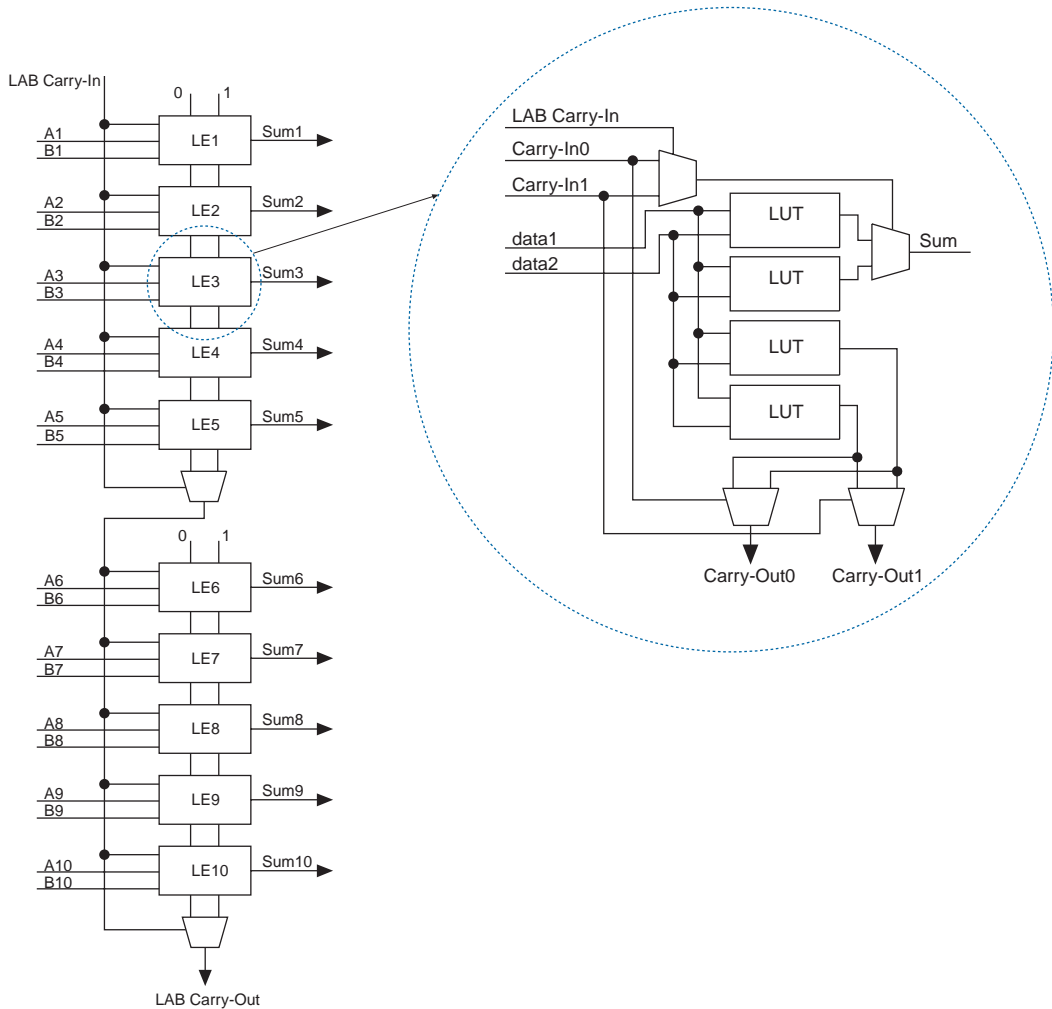 LAB Carry-In
0 1
A1
B1
LE1
Sum1
A2
B2
LE2
Sum2
A3
B3
LE3
Sum3
A4
B4
LE4
Sum4
A5
B5
LE5
Sum5
0 1
A6
B6
LE6
Sum6
A7
B7
LE7
Sum7
A8
B8
LE8
Sum8
A9
B9
LE9
Sum9
A10
B10
LE10
Sum10
LAB Carry-Out
LAB Carry-In
Carry-In0
Carry-In1
data1
data2
LUT
LUT
LUT
LUT
Sum
Carry-Out0
Carry-Out1